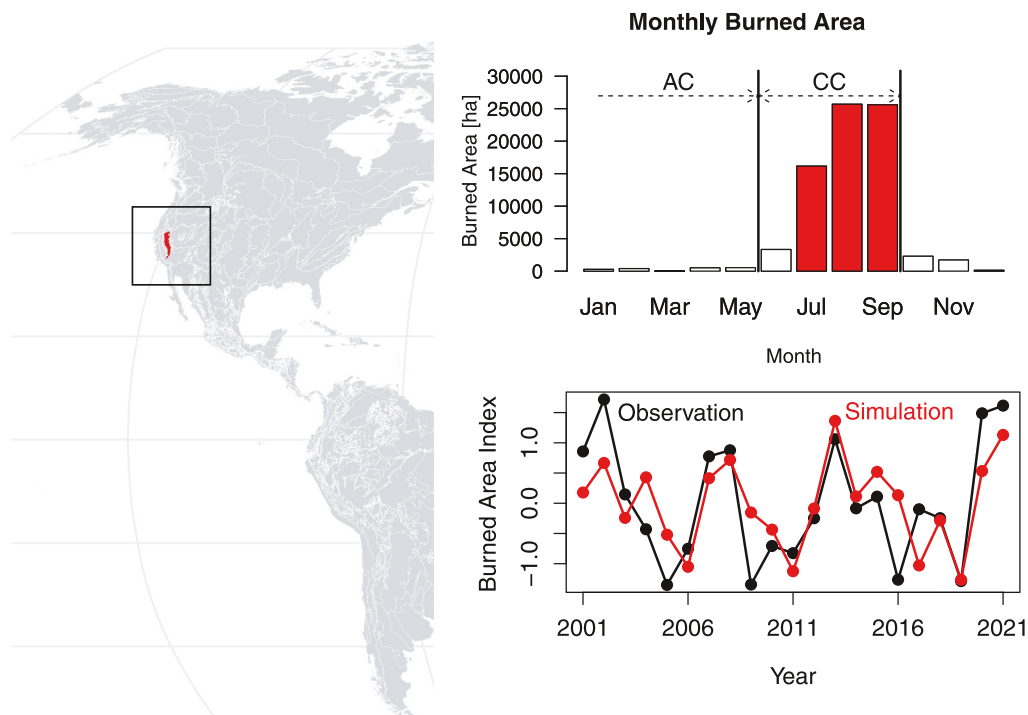 Monthly Burned Area
Burned Area [ha]
30000
25000
20000
15000
10000
5000
0
AC
CC
Jan Mar May Jul Sep Nov
Month
Burned Area Index
1.0
0.0
−1.0
Observation
Simulation
2001 2006 2011 2016 2021
Year